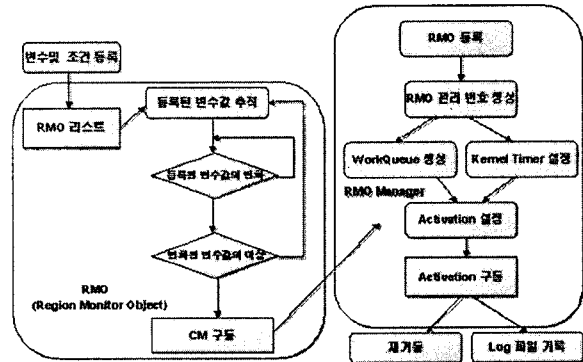 변수및 조건 등록
RMO 리스트
등록된 변수값 추적
등록된 변수값의 변화
변록된 변수값의 이상
CM 구동
RMO
(Region Monitor Object)
RMO 등록
RMO 관리 번호 생성
WorkQueue 생성
Kernel Timer 설정
RMO Manager
Activation 설정
Activation 구동
재가동
Log 파일 기록